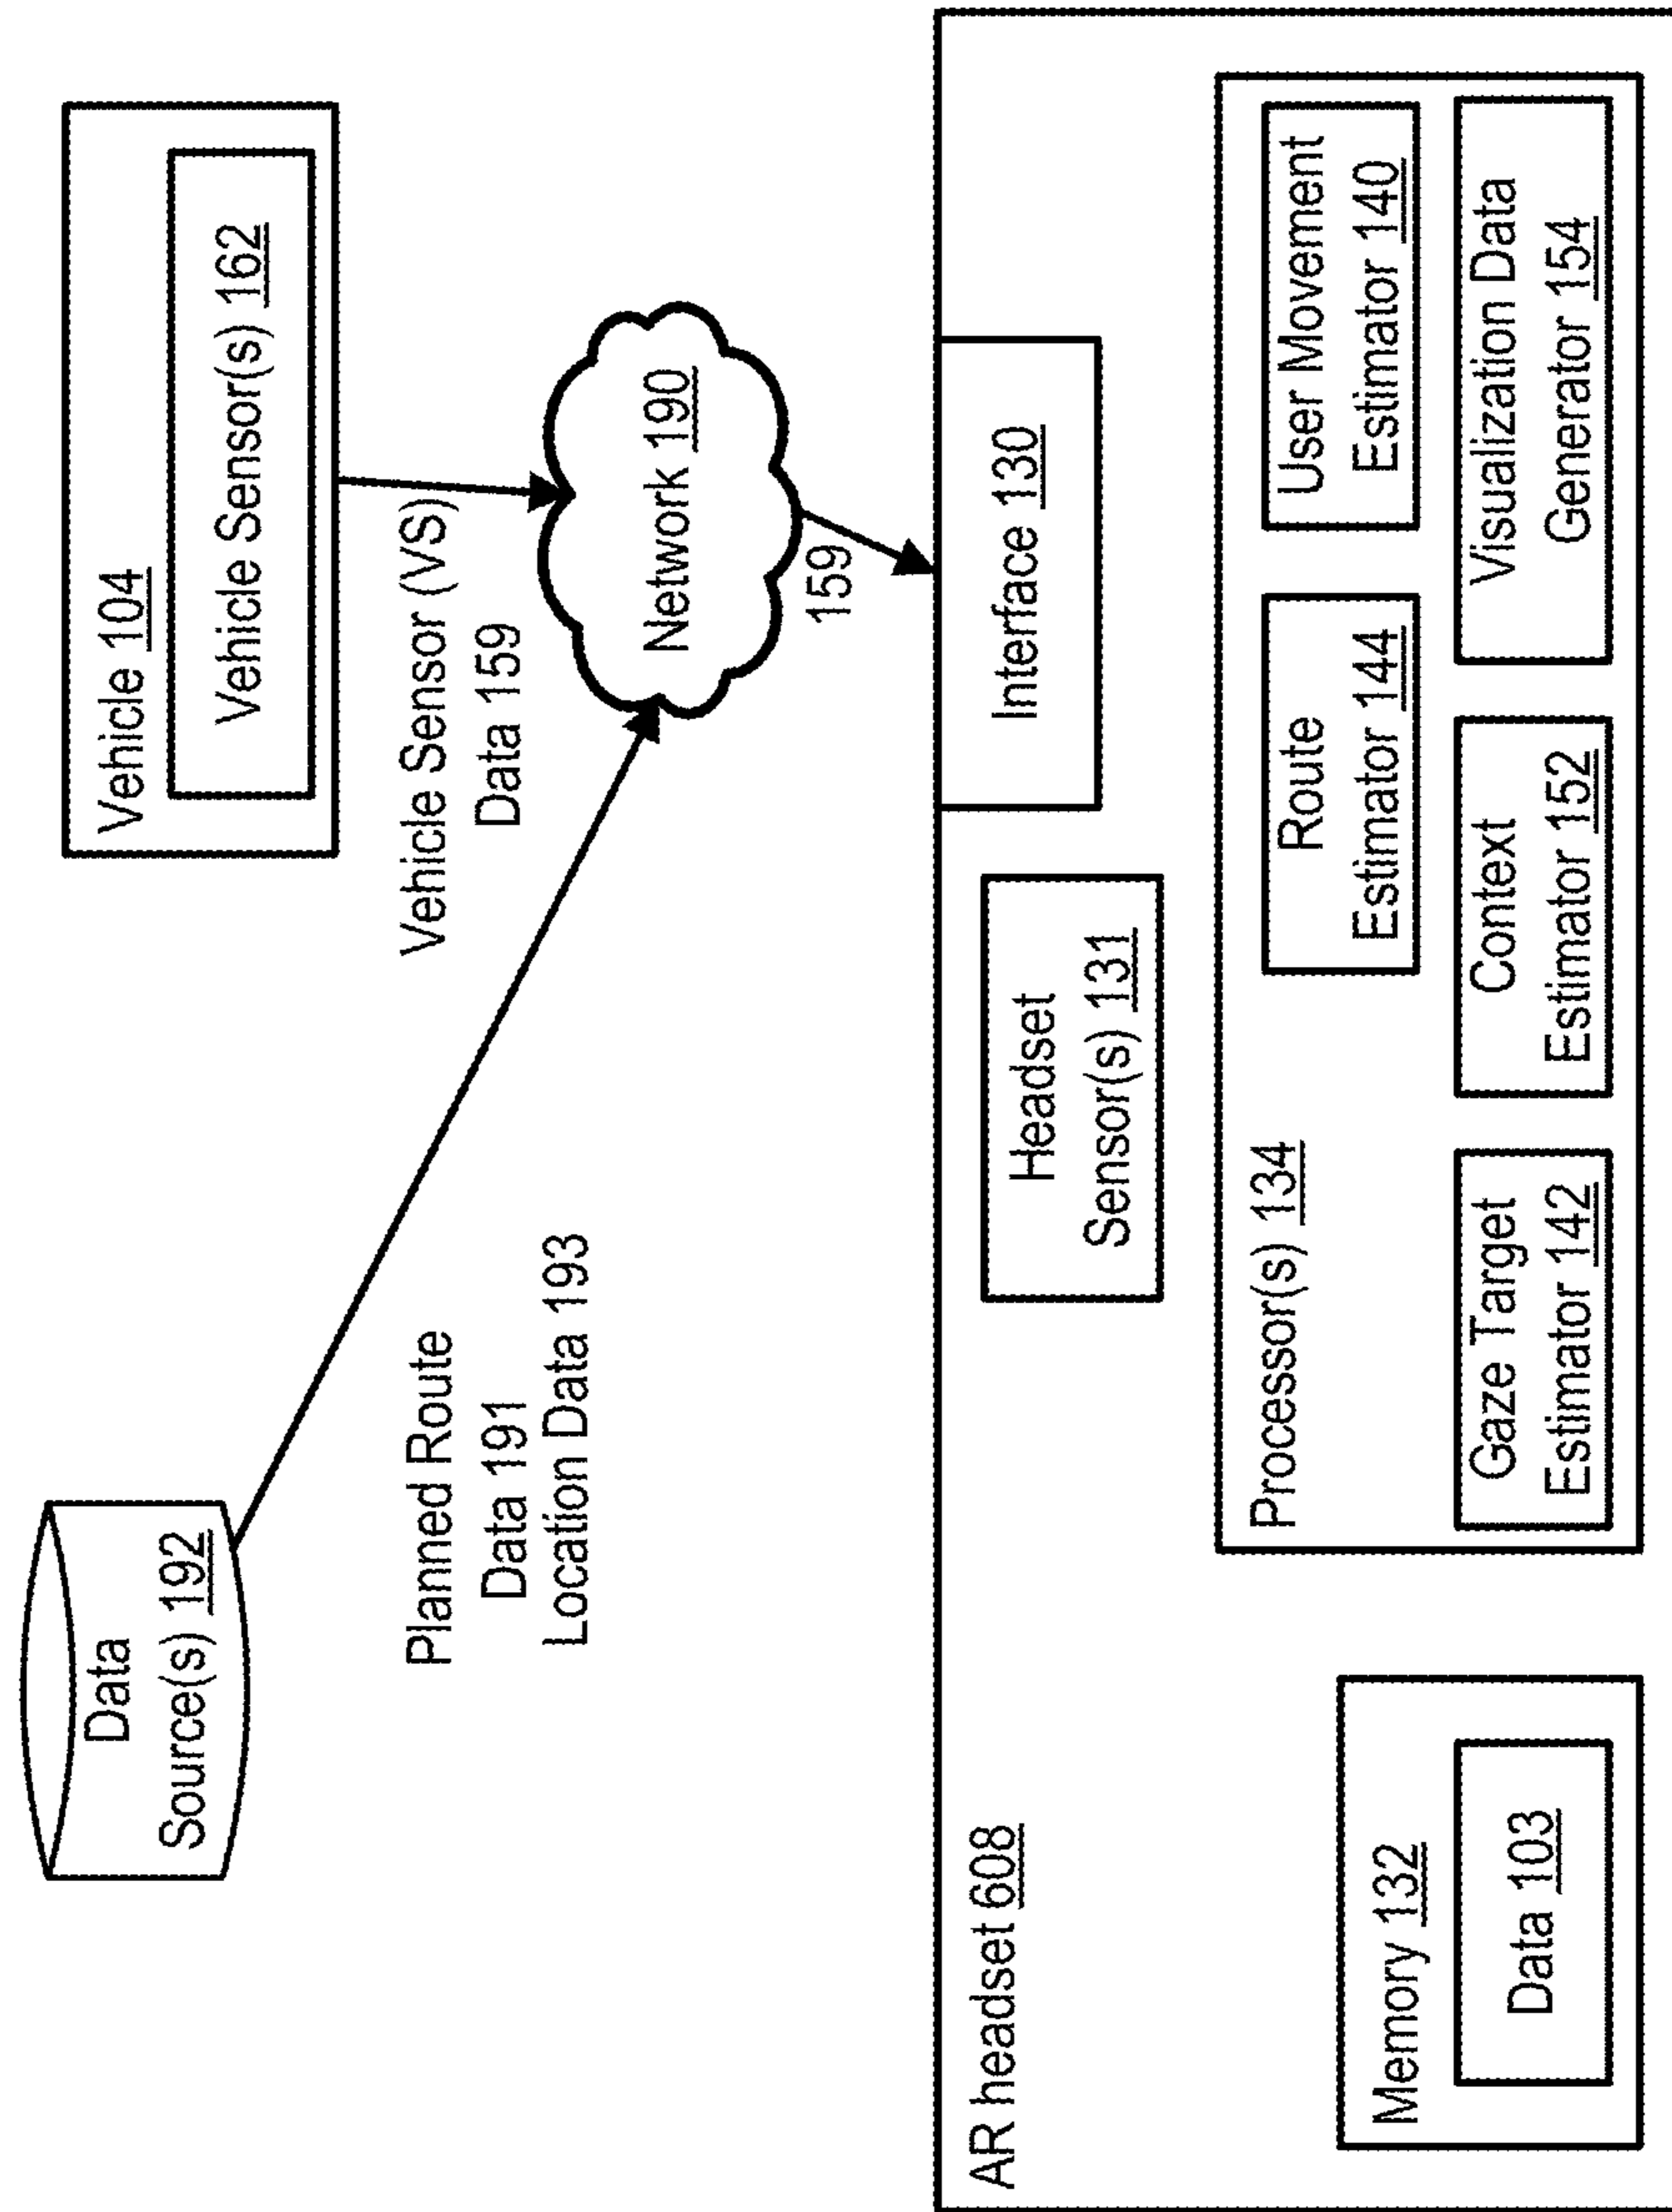 Data
Source(s) 192
Vehicle 104
Vehicle Sensor(s) 162
Planned Route
Data 191
Location Data 193
Vehicle Sensor (VS)
Data 159
Network 190
159
AR headset 608
Interface 130
Headset
Sensor(s) 131
Memory 132
Data 103
Processor(s) 134
Route
Estimator 144
User Movement
Estimator 140
Gaze Target
Estimator 142
Context
Estimator 152
Visualization Data
Generator 154